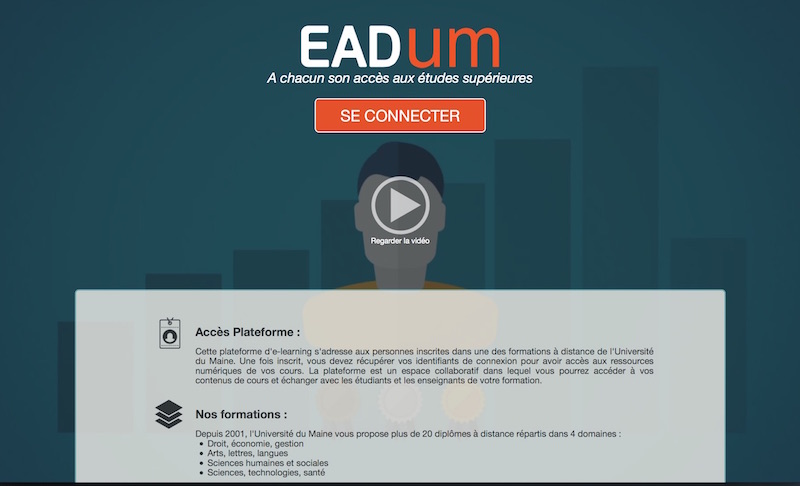 EADum
A chacun son accès aux études supérieures
SE CONNECTER
Regarder la vidéo
Accès Plateforme :
Cette plateforme d'e-learning s'adresse aux personnes inscrites dans une des formations à distance de l'Université
du Maine. Une fois inscrit, vous devez récupérer vos identifiants de connexion pour avoir accès aux ressources
numériques de vos cours. La plateforme est un espace collaboratif dans lequel vous pourrez accéder à vos
contenus de cours et échanger avec les étudiants et les enseignants de votre formation.
Nos formations :
Depuis 2001, l'Université du Maine vous propose plus de 20 diplômes à distance répartis dans 4 domaines :
• Droit, économie, gestion
• Arts, lettres, langues
• Sciences humaines et sociales
• Sciences, technologies, santé